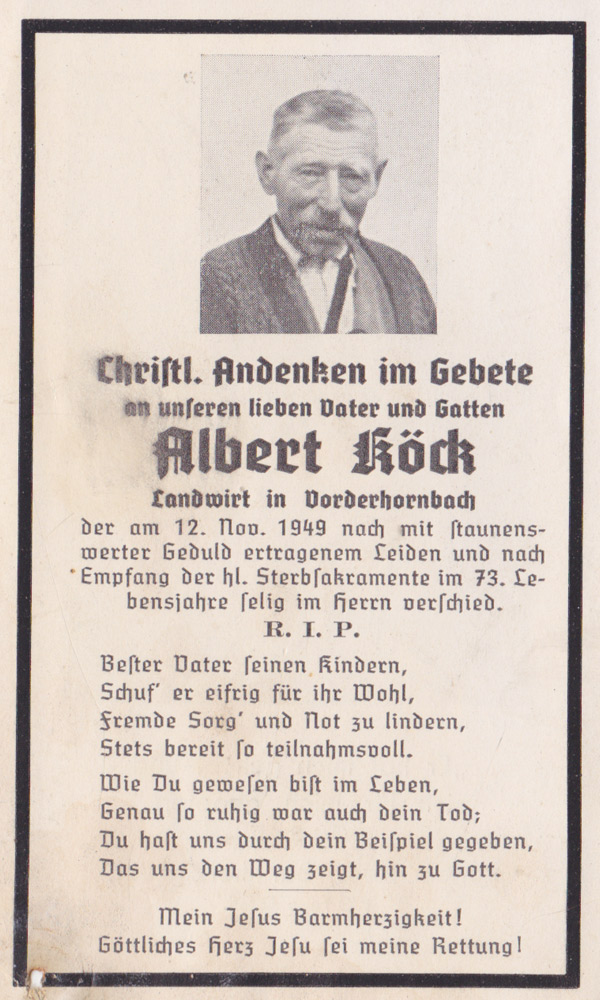 Christl. Andenken im Gebete
an unseren lieben Vater und Gatten
Albert Köck
Landwirt in Vorderhornbach
der am 12. Nov. 1949 nach mit staunens-
werter Geduld ertragenem Leiden und nach
Empfang der hl. Sterbsakramente im 73. Le-
bensjahre selig im Herrn verschied.
R. I. P.
Bester Vater seinen Kindern,
Schuf' er eifrig für ihr Wohl,
Fremde Sorg' und Not zu lindern,
Stets bereit so teilnahmsvoll.
Wie Du gewesen bist im Leben,
Genau so ruhig war auch dein Tod;
Du hast uns durch dein Beispiel gegeben,
Das uns den Weg zeigt, hin zu Gott.
Mein Jesus Barmherzigkeit!
Göttliches Herz Jesu sei meine Rettung!